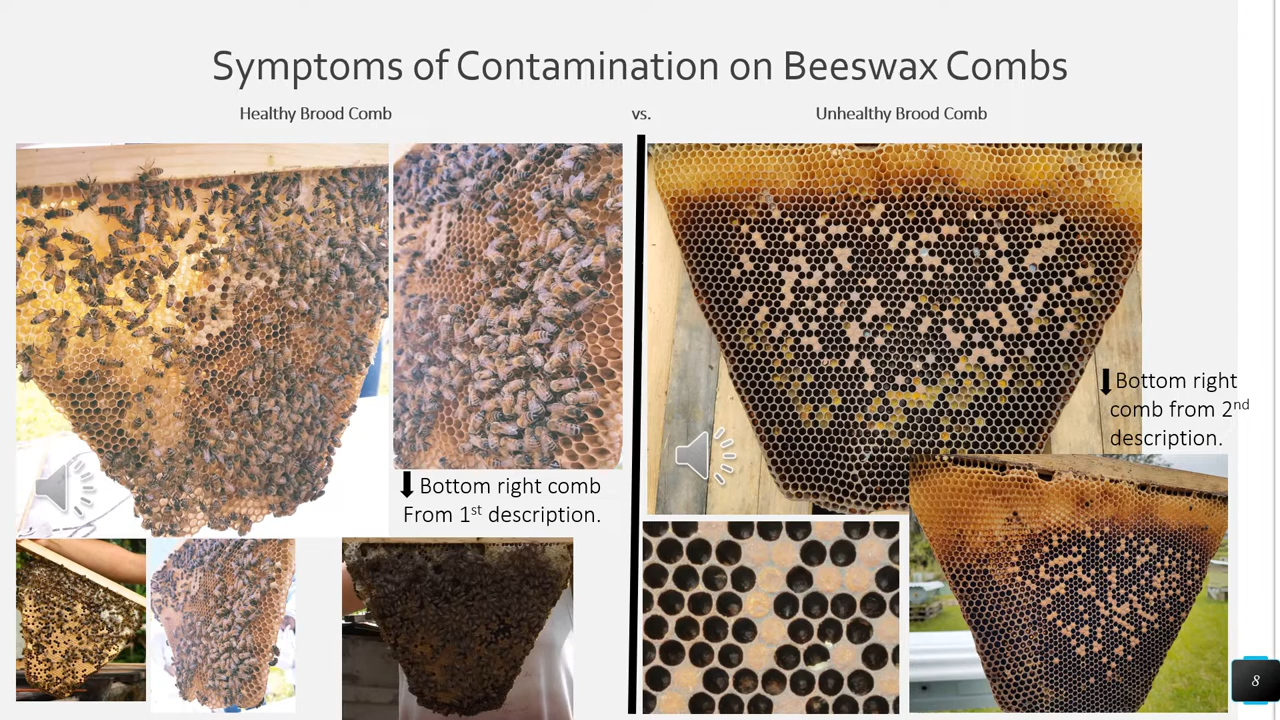 Symptoms of Contamination on Beeswax Combs
Healthy Brood Comb
vs.
Unhealthy Brood Comb
Bottom right comb
From 1st description.
Bottom right
comb from 2nd
description.
8